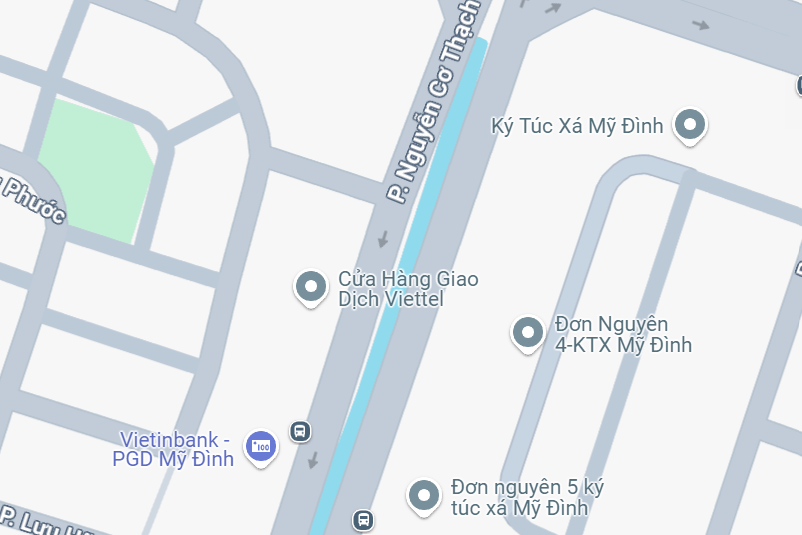 P. Nguyễn Cơ Thạch
Ký Túc Xá Mỹ Đình
Phước
Cửa Hàng Giao
Dịch Viettel
Đơn Nguyên
4-KTX Mỹ Đình
Vietinbank -
PGD Mỹ Đình
100
Đơn nguyên 5 ký
túc xá Mỹ Đình
P. Lưu